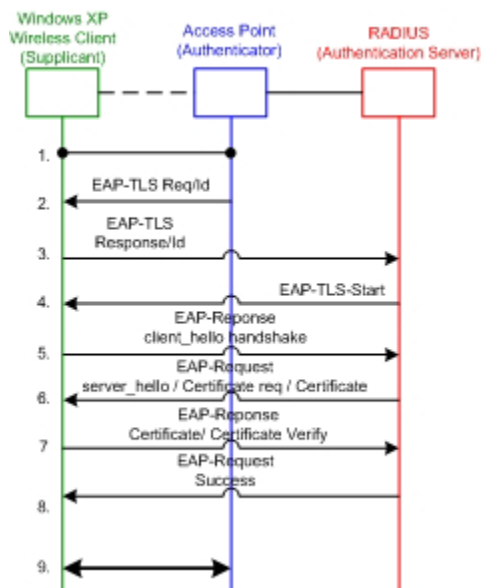 Windows XP
Wireless Client
(Supplicant)
Access Point
(Authenticator)
RADIUS
(Authentication Server)
1.
EAP-TLS Req/Id
2.
EAP-TLS
Response/Id
3.
EAP-TLS-Start
4.
EAP-Reponse
client_hello handshake
5.
EAP-Request
server_hello / Certificate req / Certificate
6.
EAP-Reponse
Certificate/ Certificate Verify
7
EAP-Request
Success
8.
9.